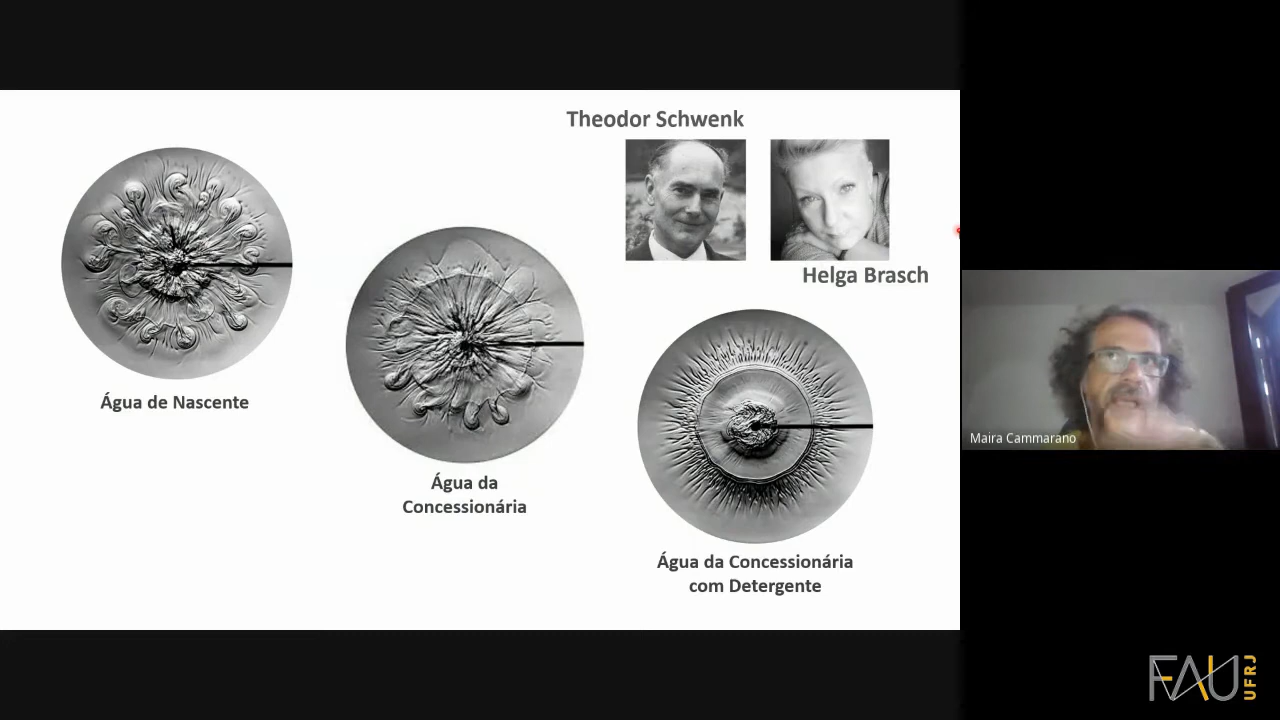 Theodor Schwenk
Helga Brasch
Água de Nascente
Água da
Concessionária
Água da Concessionária
com Detergente
Maira Cammarano
FAU
UFRJ